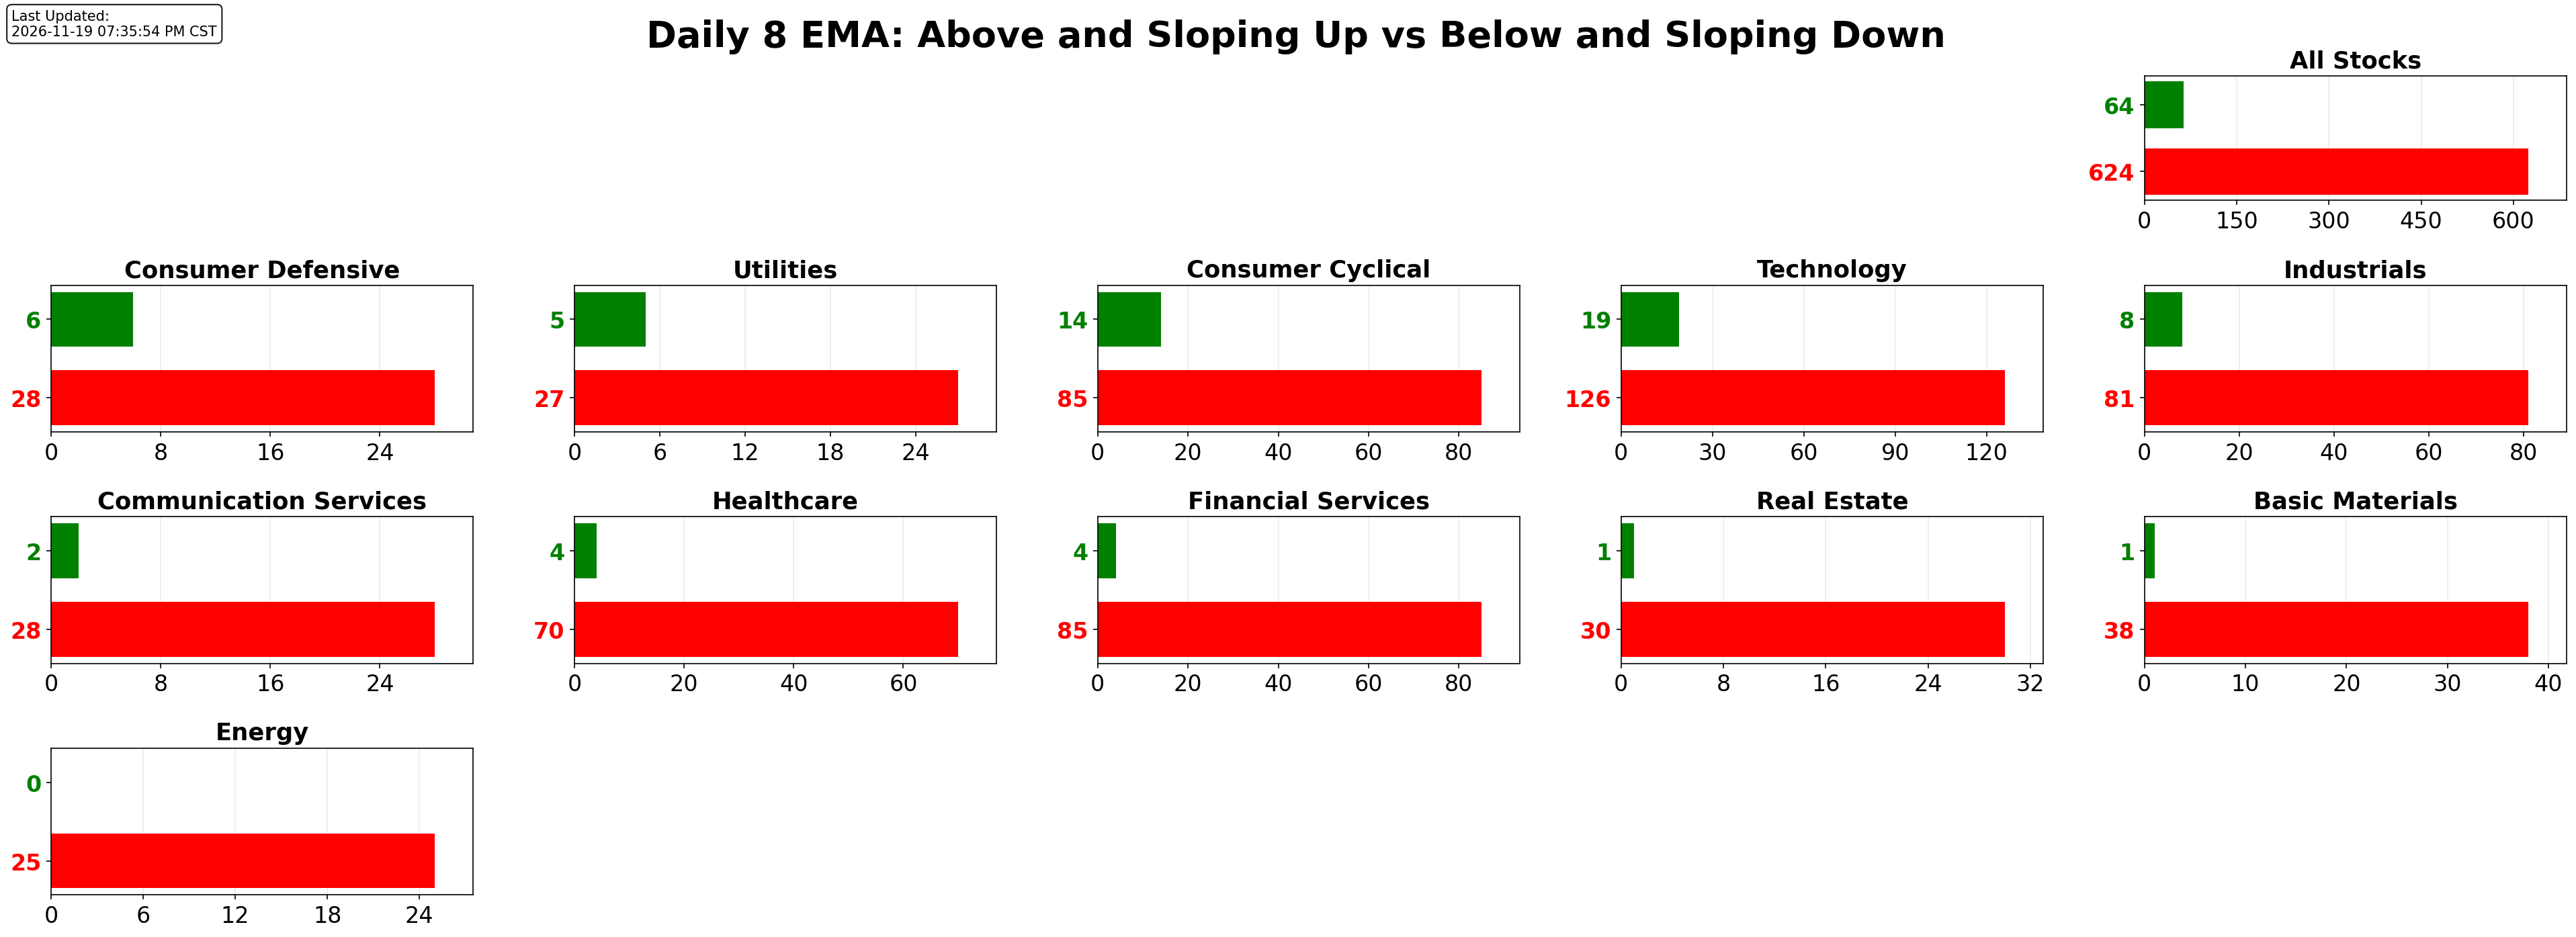 Last Updated:
2026-11-19 07:35:54 PM CST
Daily 8 EMA: Above and Sloping Up vs Below and Sloping Down
All Stocks
64
624
0 150 300 450 600
Consumer Defensive
6
28
0 8 16 24
Utilities
5
27
0 6 12 18 24
Consumer Cyclical
14
85
0 20 40 60 80
Technology
19
126
0 30 60 90 120
Industrials
8
81
0 20 40 60 80
Communication Services
2
28
0 8 16 24
Healthcare
4
70
0 20 40 60
Financial Services
4
85
0 20 40 60 80
Real Estate
1
30
0 8 16 24 32
Basic Materials
1
38
0 10 20 30 40
Energy
0
25
0 6 12 18 24